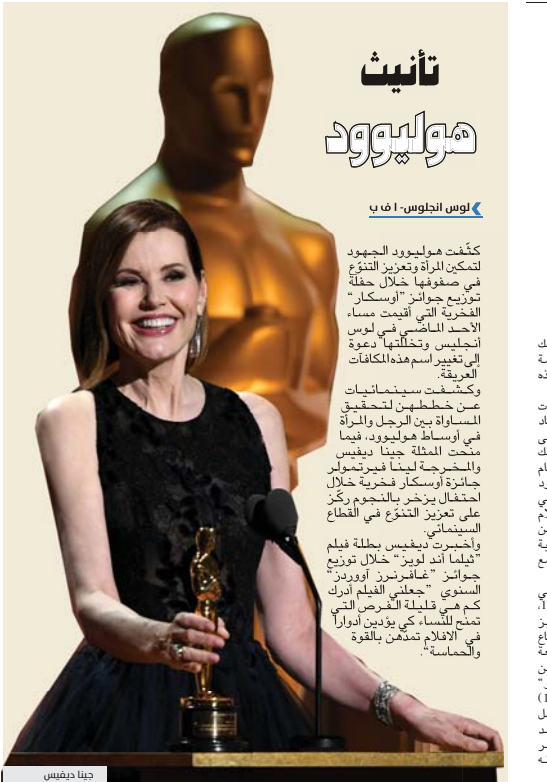 تأنيث
هوليوود
لوس انجلوس- ا ف ب
كثّفت هوليوود الجهود
لتمكين المرأة وتعزيز التنوّع
في صفوفها خلال حفلة
توزيع جوائز "أوسكار"
الفخرية التي أقيمت مساء
الأحد الماضي في لوس
أنجليس وتخللتها دعوة
إلى تغيير اسم هذه المكافآت
العريقة.
وكشفت سينمائيات
عن خططهن لتحقيق
المساواة بين الرجل والمرأة
في أوساط هوليوود، فيما
منحت الممثلة جينا ديفيس
والمخرجة لينا فيرتمولر
جائزة أوسكار فخرية خلال
احتفال يزخر بالنجوم ركّز
على تعزيز التنوّع في القطاع
السينمائي.
وأخبرت ديفيس بطلة فيلم
"ثيلما أند لويز" خلال توزيع
جوائز "غافرنرز آووردز"
السنوي "جعلني الفيلم أدرك
كم هي قليلة الفرص التي
تمنح للنساء كي يؤدين أدوارا
في الافلام تمدّهن بالقوة
والحماسة".
جينا ديفيس